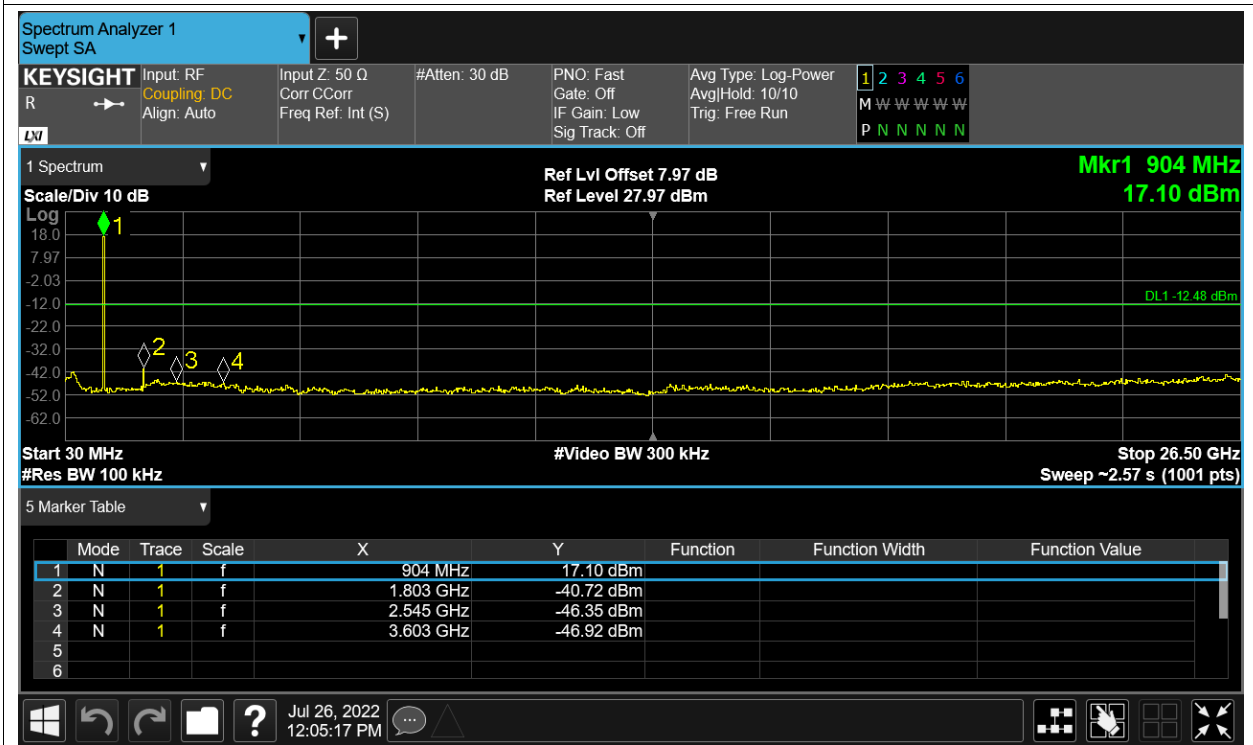 Spectrum Analyzer 1
Swept SA
+
KEYSIGHT
R
LXI
Input: RF
Coupling: DC
Align: Auto
Input Z: 50 Ω
Corr CCorr
Freq Ref: Int (S)
#Atten: 30 dB
PNO: Fast
Gate: Off
IF Gain: Low
Sig Track: Off
Avg Type: Log-Power
Avg|Hold: 10/10
Trig: Free Run
1 2 3 4 5 6
M W W W W W
P N N N N N
1 Spectrum
Scale/Div 10 dB
Ref Lvl Offset 7.97 dB
Ref Level 27.97 dBm
Mkr1 904 MHz
17.10 dBm
Log
18.0
7.97
-2.03
-12.0
-22.0
-32.0
-42.0
-52.0
-62.0
1
2
3
4
DL1 -12.48 dBm
Start 30 MHz
#Res BW 100 kHz
#Video BW 300 kHz
Stop 26.50 GHz
Sweep ~2.57 s (1001 pts)
5 Marker Table
Mode Trace Scale X Y Function Function Width Function Value
1 N 1 f 904 MHz 17.10 dBm
2 N 1 f 1.803 GHz -40.72 dBm
3 N 1 f 2.545 GHz -46.35 dBm
4 N 1 f 3.603 GHz -46.92 dBm
5
6
?
Jul 26, 2022
12:05:17 PM